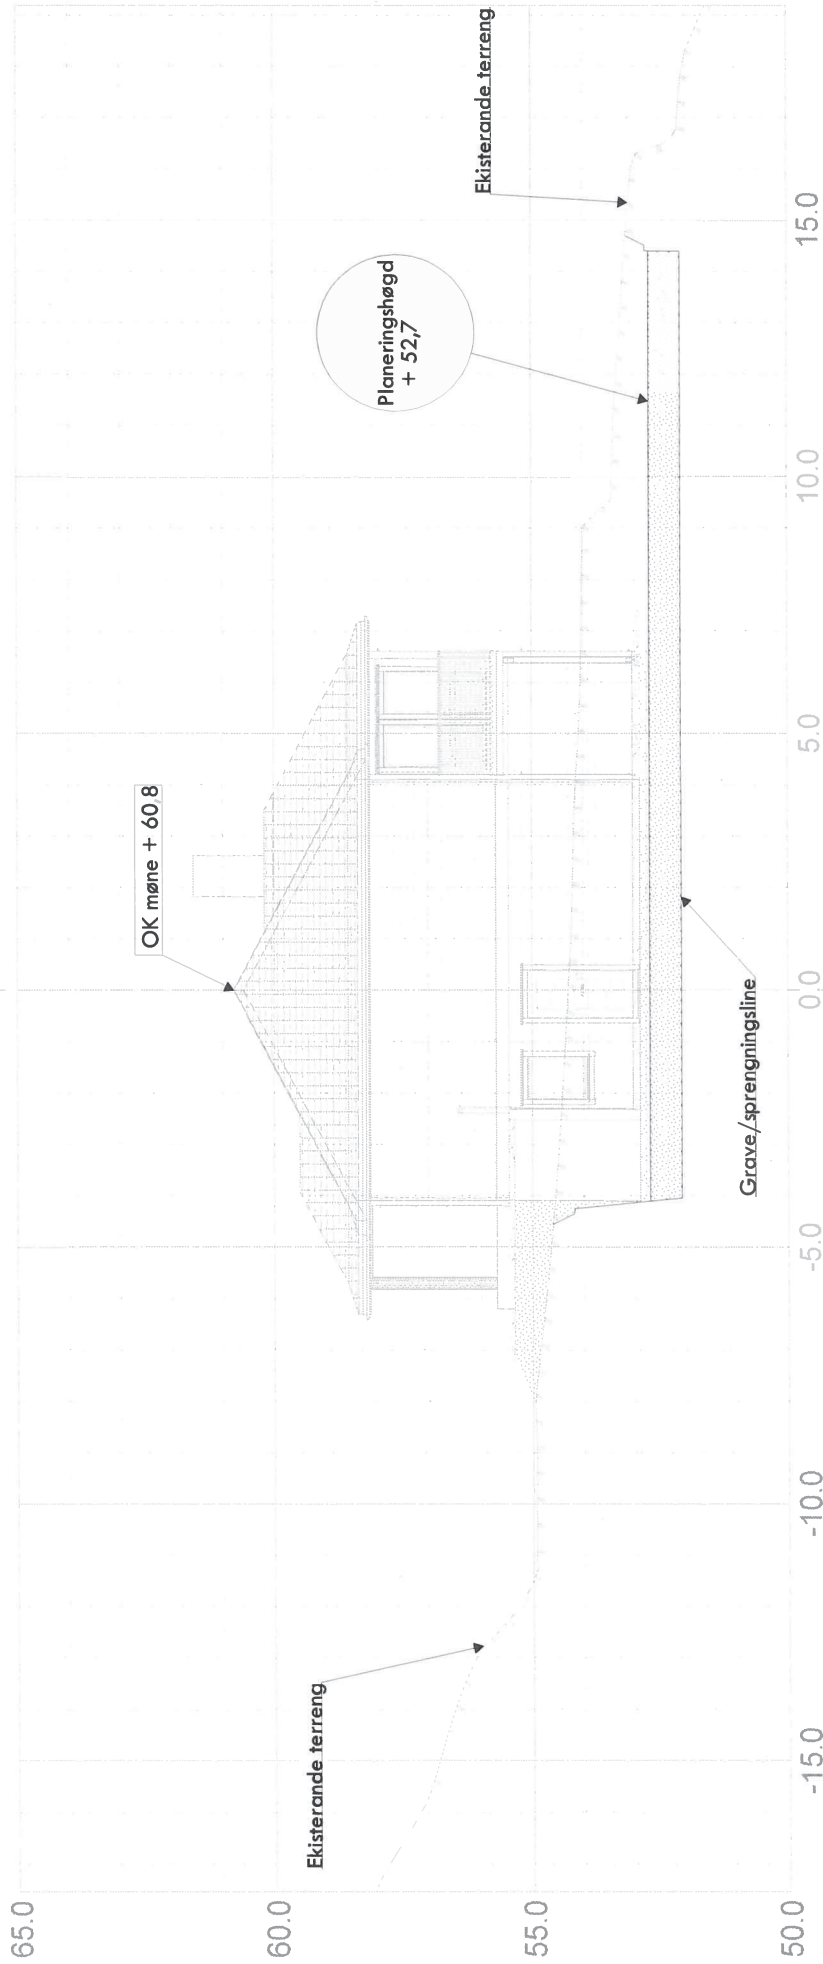 OK møne + 60,8
Ekisterande terreng
Planeringshøgd
+ 52,7
Ekisterande terreng
Grave/sprengningsline
65.0
60.0
55.0
50.0
-15.0
-10.0
-5.0
0.0
5.0
10.0
15.0